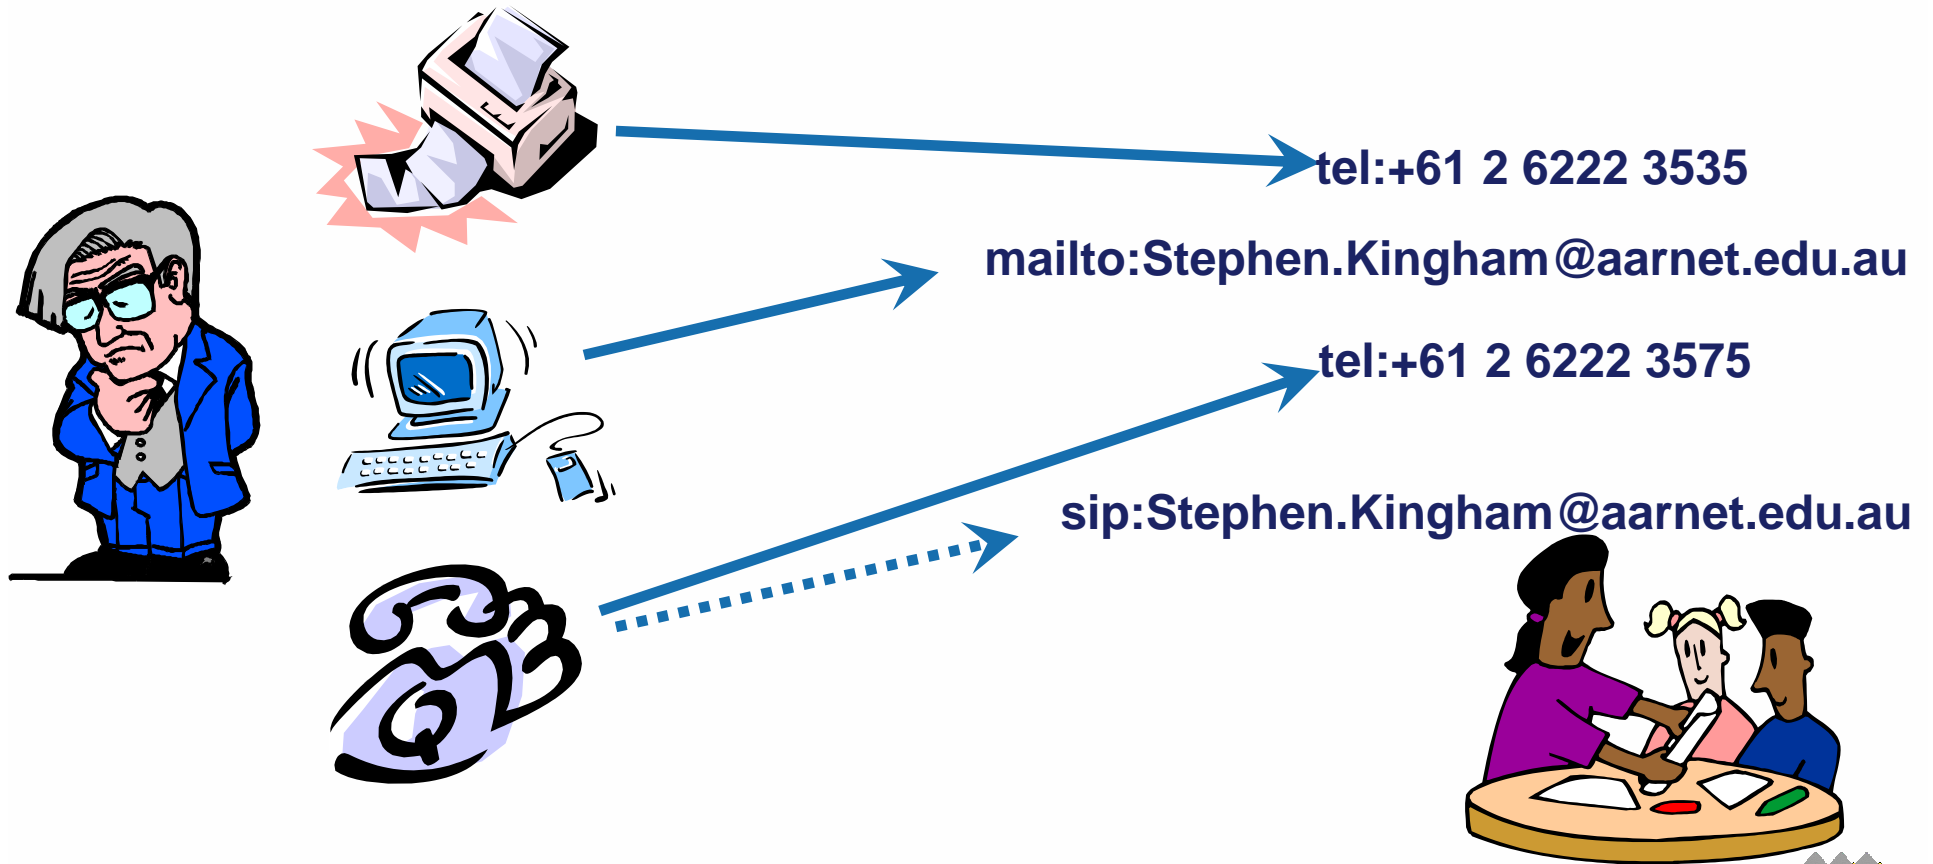 tel:+61 2 6222 3535
mailto:Stephen.Kingham@aarnet.edu.au
tel:+61 2 6222 3575
sip:Stephen.Kingham@aarnet.edu.au